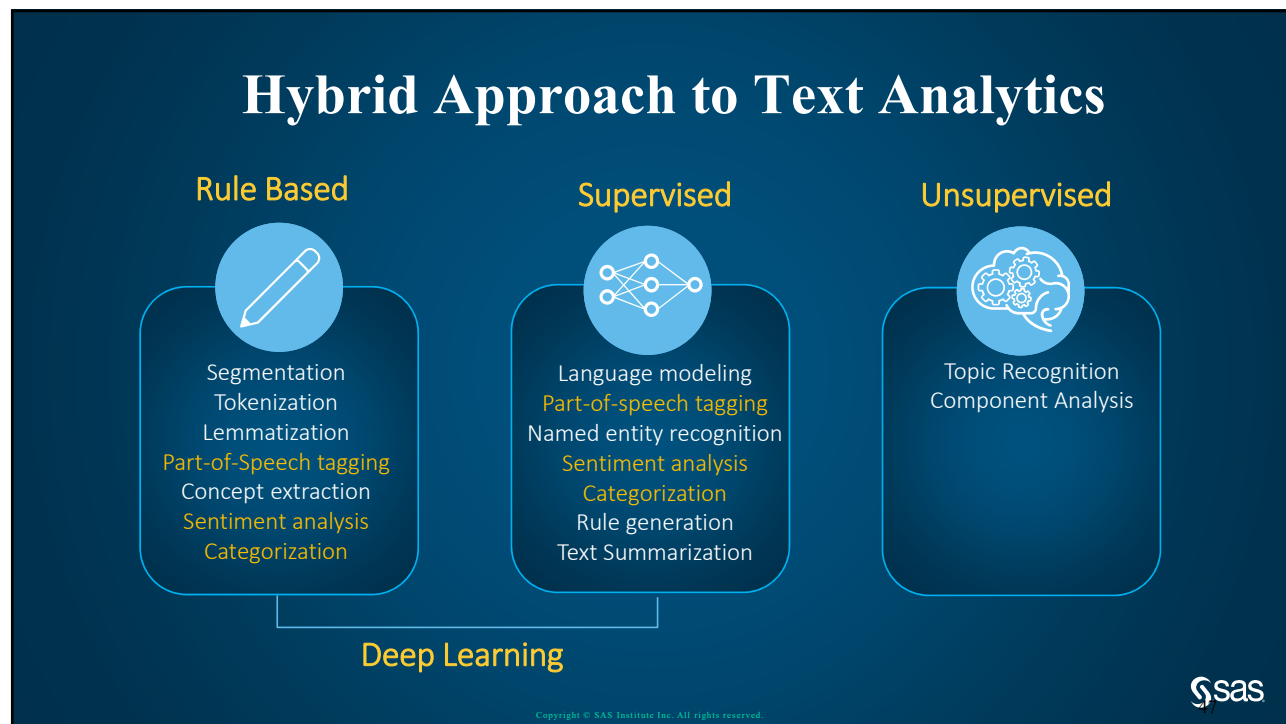 Hybrid Approach to Text Analytics
Rule Based
Segmentation
Tokenization
Lemmatization
Part-of-Speech tagging
Concept extraction
Sentiment analysis
Categorization
Supervised
Language modeling
Part-of-speech tagging
Named entity recognition
Sentiment analysis
Categorization
Rule generation
Text Summarization
Unsupervised
Topic Recognition
Component Analysis
Deep Learning
Copyright © SAS Institute Inc. All rights reserved.
sas